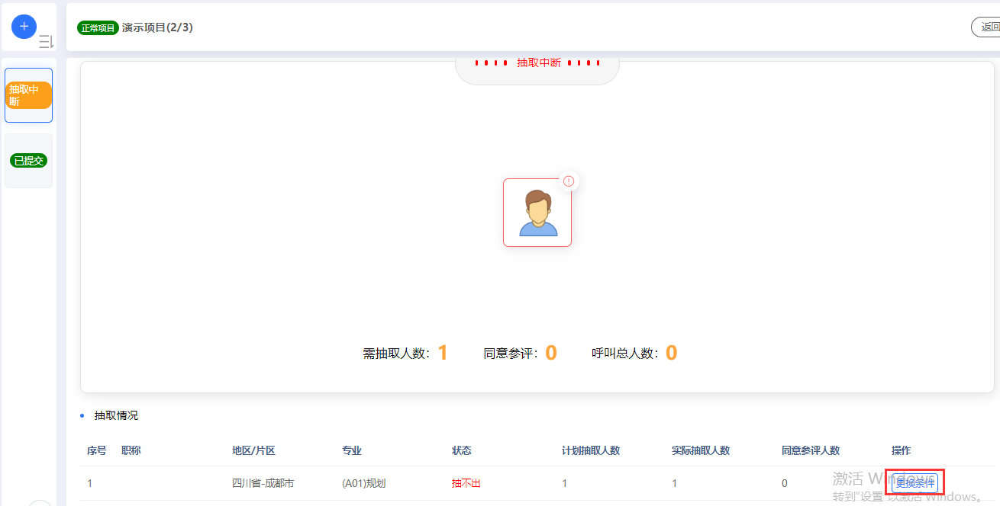 正常项目 演示项目(2/3)
返回
抽取中断
抽取中
断
已提交
需抽取人数： 1 同意参评： 0 呼叫总人数： 0
抽取情况
序号 职称 地区/片区 专业 状态 计划抽取人数 实际抽取人数 同意参评人数 操作
1 四川省-成都市 (A01)规划 抽不出 1 1 0 更换条件
激活 Windows
转到"设置"以激活 Windows。